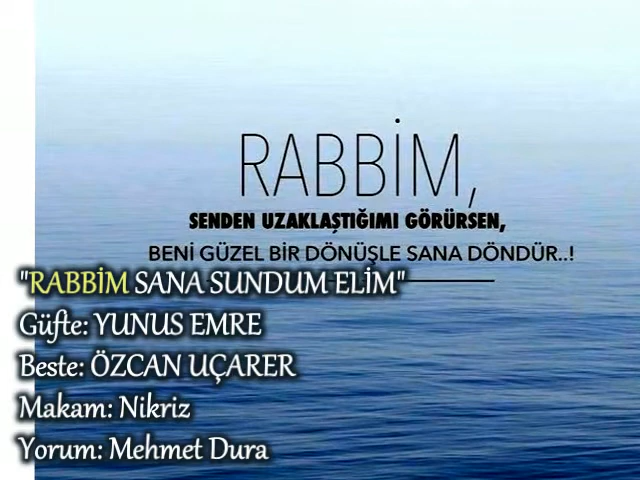 RABBİM,
SENDEN UZAKLAŞTIĞIMI GÖRÜRSEN,
BENİ GÜZEL BİR DÖNÜŞLE SANA DÖNDÜR..!
"RABBİM SANA SUNDUM ELİM"
Güfte: YUNUS EMRE
Beste: ÖZCAN UÇARER
Makam: Nikriz
Yorum: Mehmet Dura